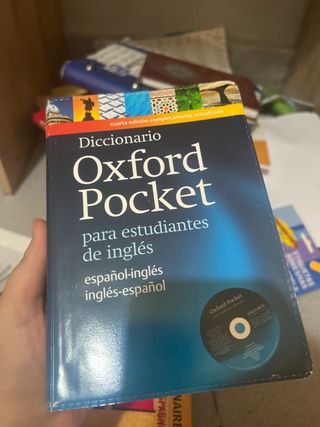 cuarta edición completamente actualizada
Diccionario
Oxford
Pocket
para estudiantes
de inglés
español-inglés
inglés-español
Oxford Pocket